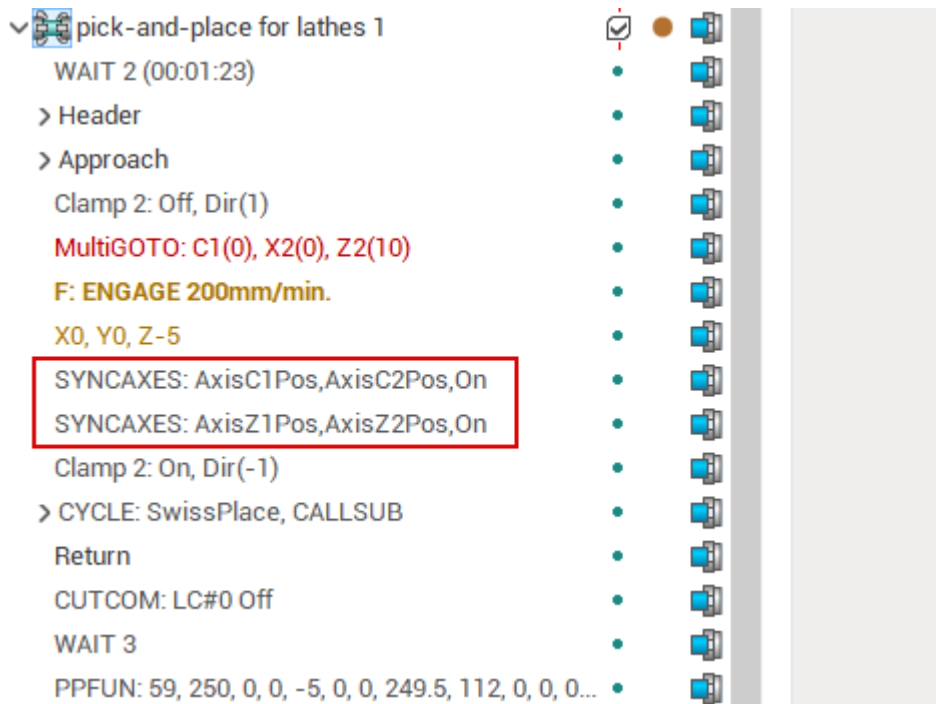 pick-and-place for lathes 1
WAIT 2 (00:01:23)
Header
Approach
Clamp 2: Off, Dir(1)
MultiGOTO: C1(0), X2(0), Z2(10)
F: ENGAGE 200mm/min.
X0, Y0, Z-5
SYNCAXES: AxisC1Pos,AxisC2Pos,On
SYNCAXES: AxisZ1Pos,AxisZ2Pos,On
Clamp 2: On, Dir(-1)
CYCLE: SwissPlace, CALLSUB
Return
CUTCOM: LC#0 Off
WAIT 3
PPFUN: 59, 250, 0, 0, -5, 0, 0, 249.5, 112, 0, 0, 0...